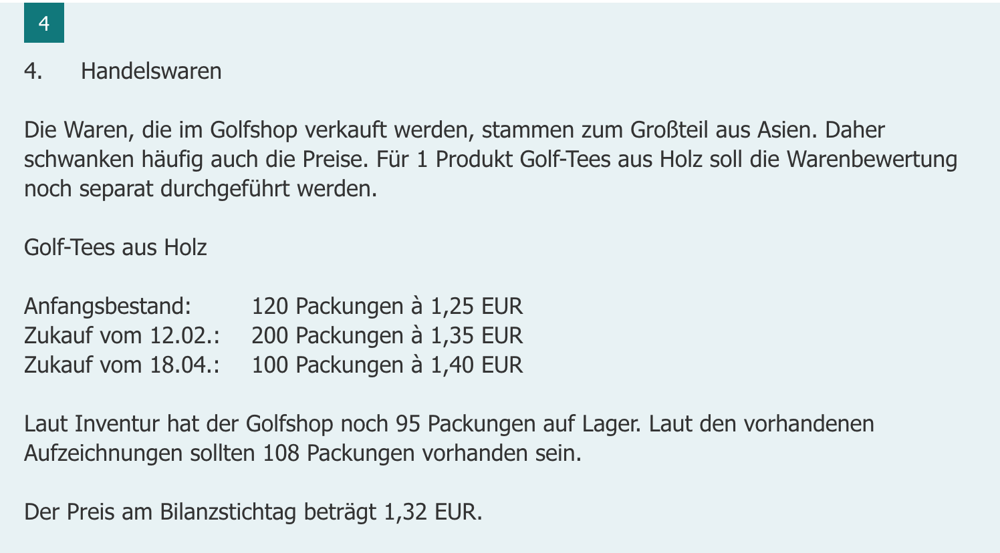 4
4. Handelswaren
Die Waren, die im Golfshop verkauft werden, stammen zum Großteil aus Asien. Daher
schwanken häufig auch die Preise. Für 1 Produkt Golf-Tees aus Holz soll die Warenbewertung
noch separat durchgeführt werden.
Golf-Tees aus Holz
Anfangsbestand: 120 Packungen à 1,25 EUR
Zukauf vom 12.02.: 200 Packungen à 1,35 EUR
Zukauf vom 18.04.: 100 Packungen à 1,40 EUR
Laut Inventur hat der Golfshop noch 95 Packungen auf Lager. Laut den vorhandenen
Aufzeichnungen sollten 108 Packungen vorhanden sein.
Der Preis am Bilanzstichtag beträgt 1,32 EUR.